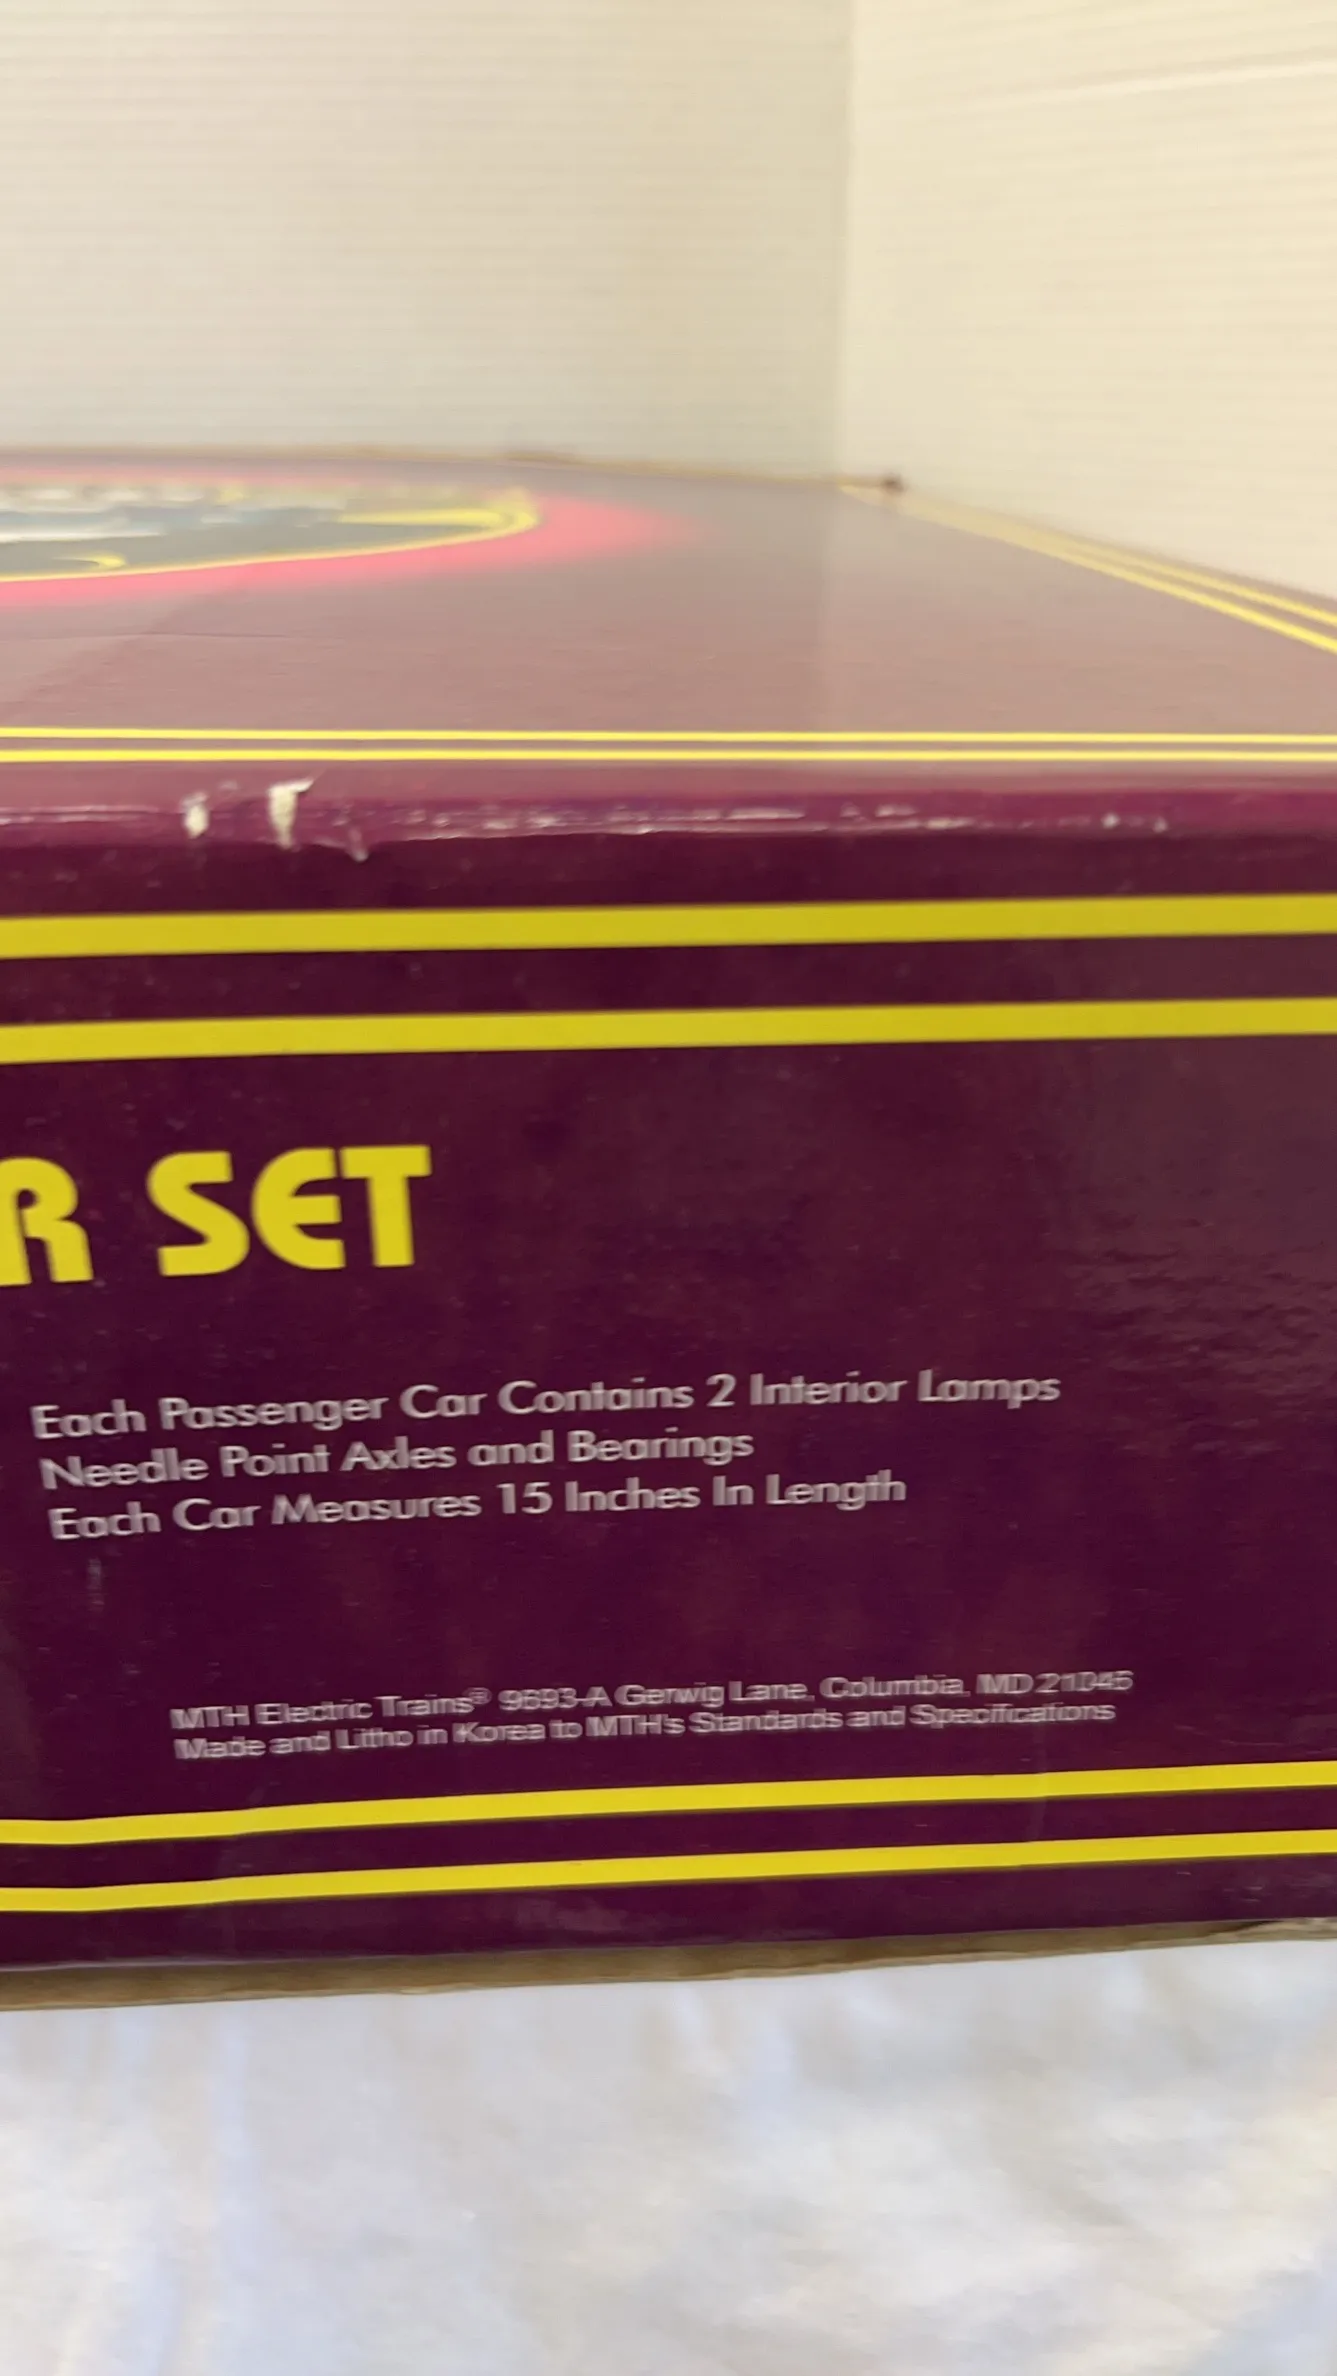 R SET
Each Passenger Car Contains 2 Interior Lamps
Needle Point Axles and Bearings
Each Car Measures 15 Inches In Length
MTH Electric Trains® 9693-A Gerwig Lane, Columbia, MD 21046
Made and Litho in Korea to MTH's Standards and Specifications